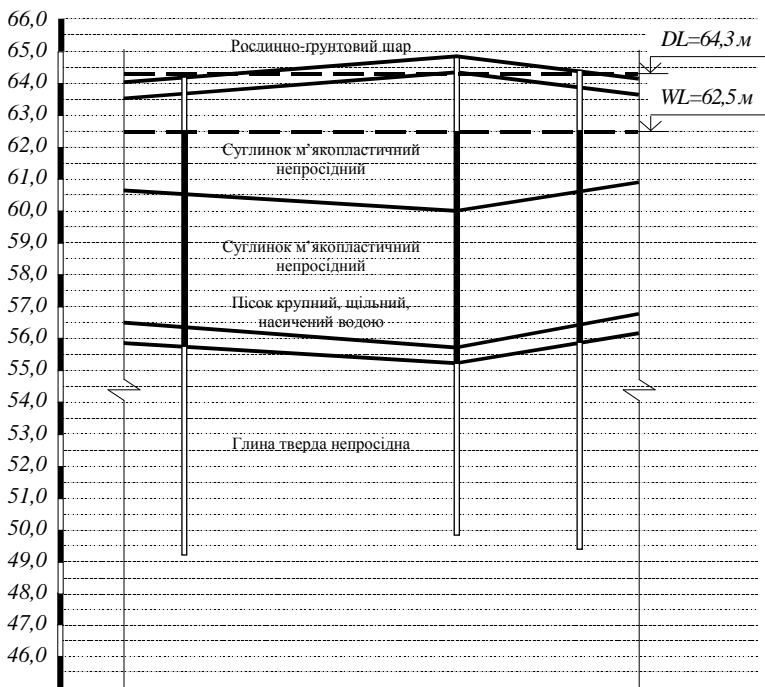 66,0
65,0
64,0
63,0
62,0
61,0
60,0
59,0
58,0
57,0
56,0
55,0
54,0
53,0
52,0
51,0
50,0
49,0
48,0
47,0
46,0
Рослинно-ґрунтовий шар
DL=64,3 м
WL=62,5 м
Суглинок м’якопластичний
непросідний
Суглинок м’якопластичний
непросідний
Пісок крупний, щільний,
насичений водою
Глина тверда непросідна